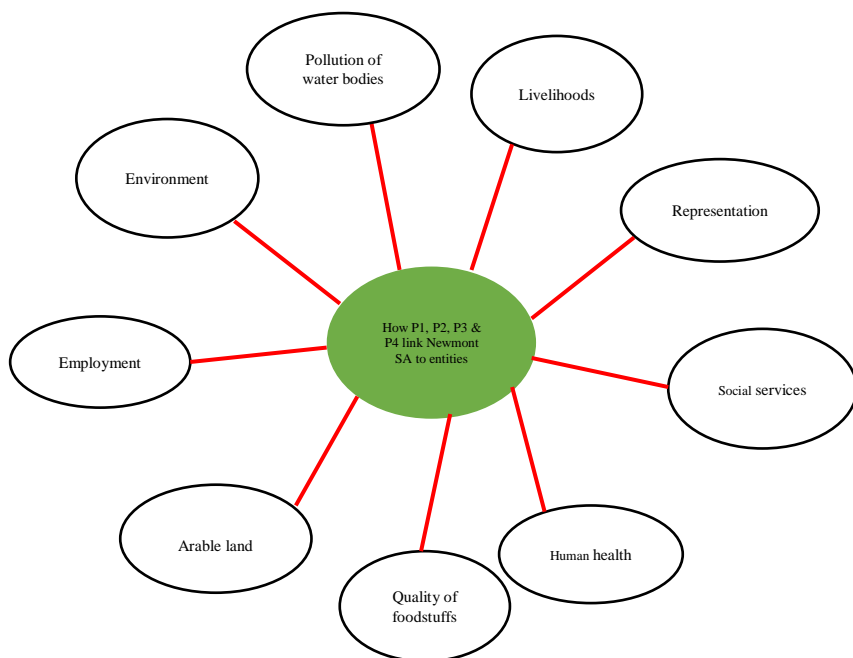 Pollution of
water bodies
Livelihoods
Environment
Representation
How P1, P2, P3 &
P4 link Newmont
SA to entities
Employment
Social services
Arable land
Human health
Quality of
foodstuffs